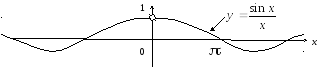 1
y = sin x / x
0
π
x